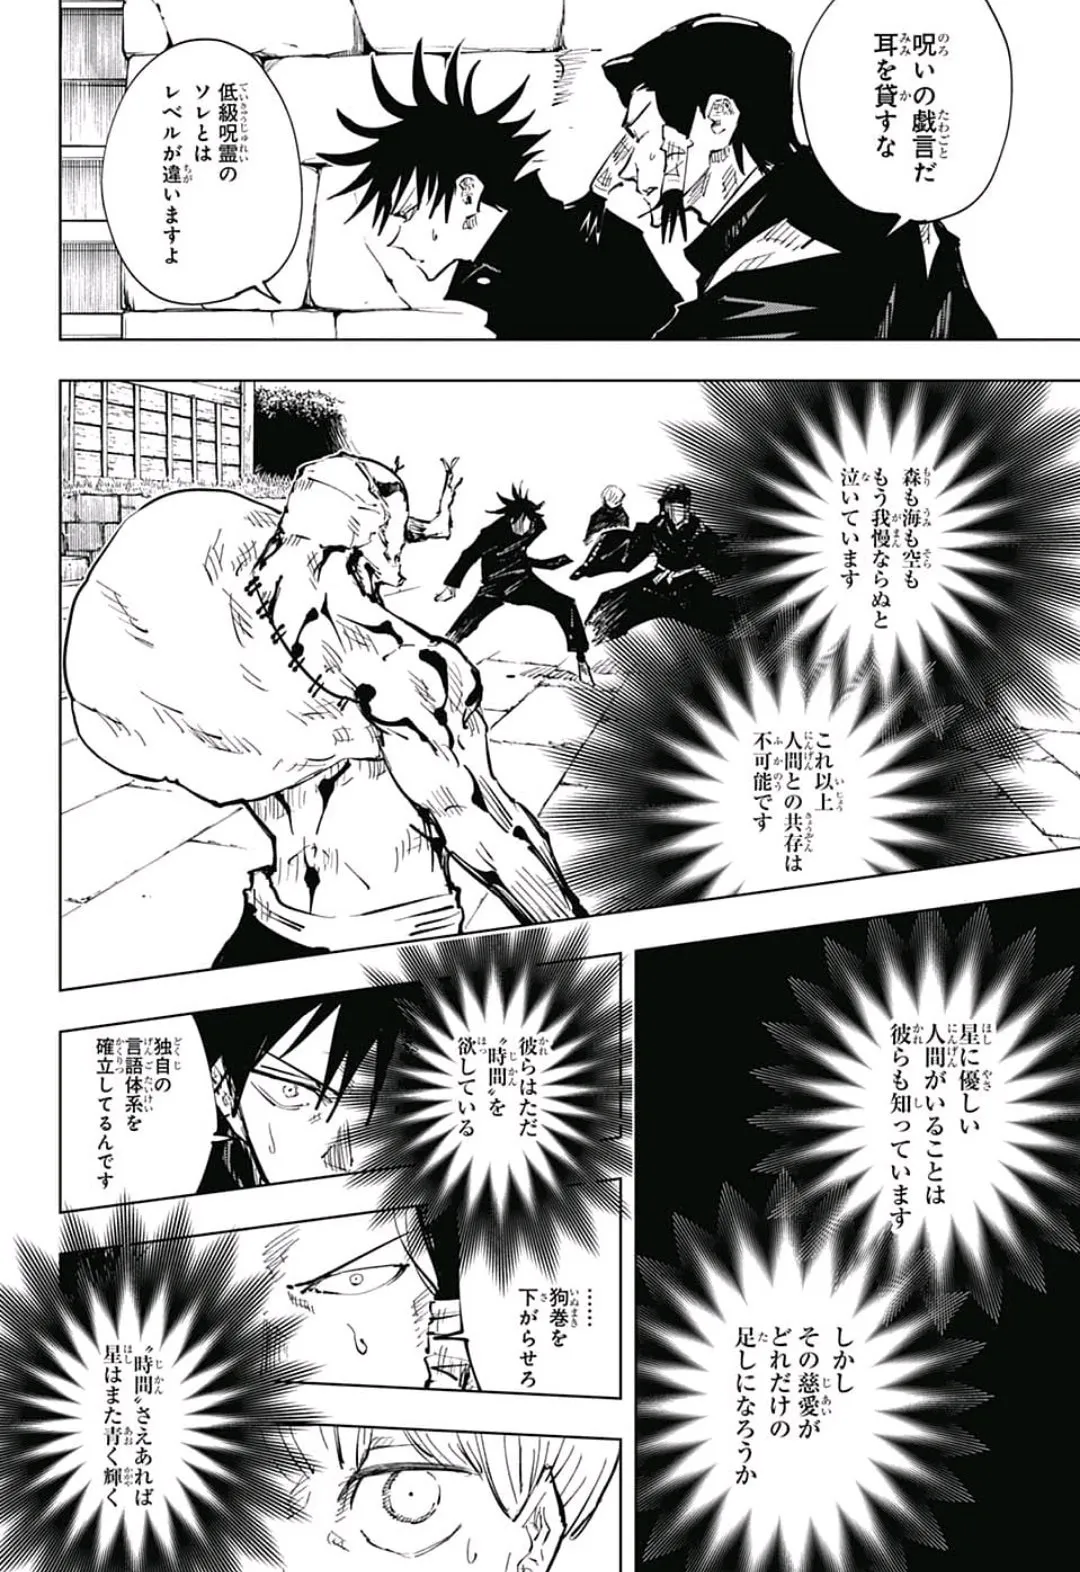 呪いの戯言だ
耳を貸すな
低級呪霊の
ソレとは
レベルが違いますよ
森も海も空も
もう我慢ならぬと
泣いています
これ以上
人間との共存は
不可能です
星に優しい
人間がいることは
彼らも知っています
しかし
その慈愛が
どれだけの
足しになろうか
彼らはただ
〝時間〟を
欲している
独自の
言語体系を
確立してるんです
……
狗巻を
下がらせろ
〝時間〟さえあれば
星はまた青く輝く